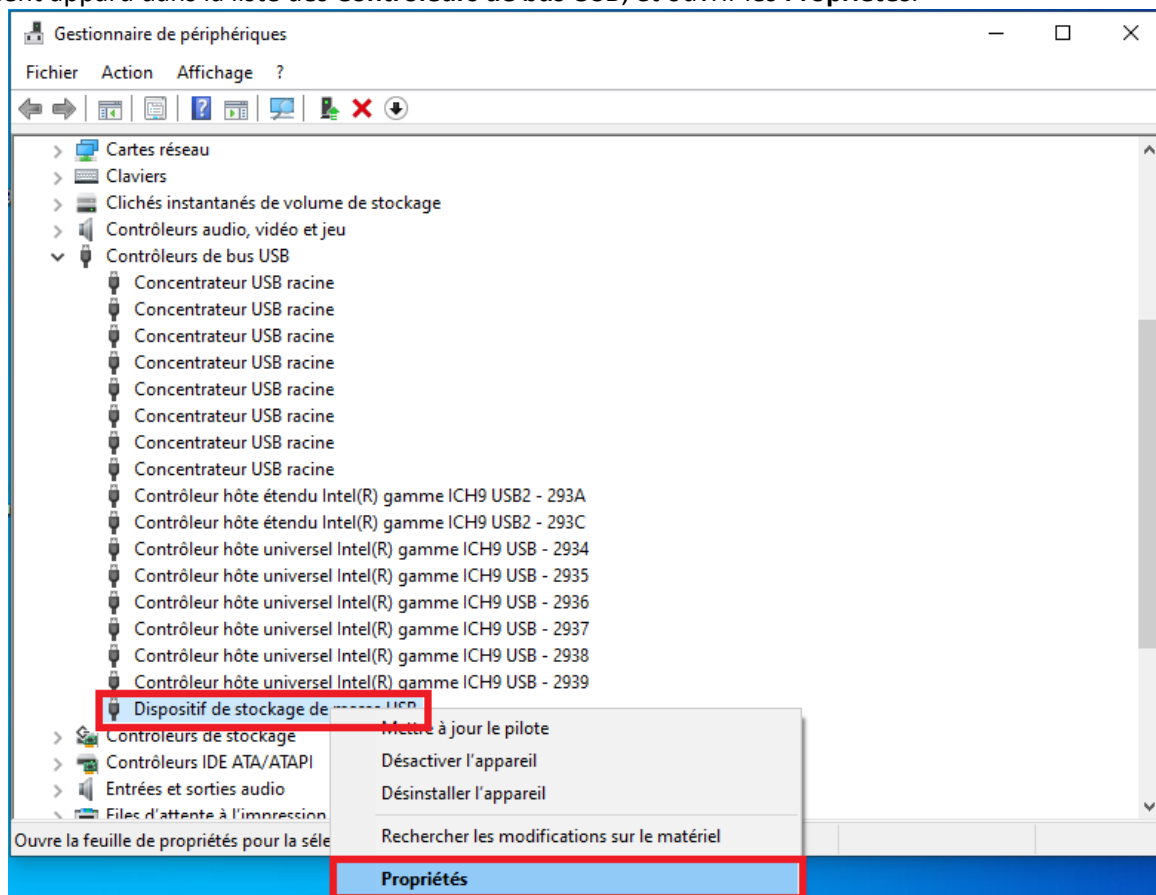 Gestionnaire de périphériques
Fichier Action Affichage ?
Cartes réseau
Claviers
Clichés instantanés de volume de stockage
Contrôleurs audio, vidéo et jeu
Contrôleurs de bus USB
Concentrateur USB racine
Concentrateur USB racine
Concentrateur USB racine
Concentrateur USB racine
Concentrateur USB racine
Concentrateur USB racine
Concentrateur USB racine
Concentrateur USB racine
Contrôleur hôte étendu Intel(R) gamme ICH9 USB2 - 293A
Contrôleur hôte étendu Intel(R) gamme ICH9 USB2 - 293C
Contrôleur hôte universel Intel(R) gamme ICH9 USB - 2934
Contrôleur hôte universel Intel(R) gamme ICH9 USB - 2935
Contrôleur hôte universel Intel(R) gamme ICH9 USB - 2936
Contrôleur hôte universel Intel(R) gamme ICH9 USB - 2937
Contrôleur hôte universel Intel(R) gamme ICH9 USB - 2938
Contrôleur hôte universel Intel(R) gamme ICH9 USB - 2939
Dispositif de stockage de masse USB
Contrôleurs de stockage
Contrôleurs IDE ATA/ATAPI
Entrées et sorties audio
Files d'attente à l'impression
Ouvre la feuille de propriétés pour la séle
Mettre à jour le pilote
Désactiver l'appareil
Désinstaller l'appareil
Rechercher les modifications sur le matériel
Propriétés